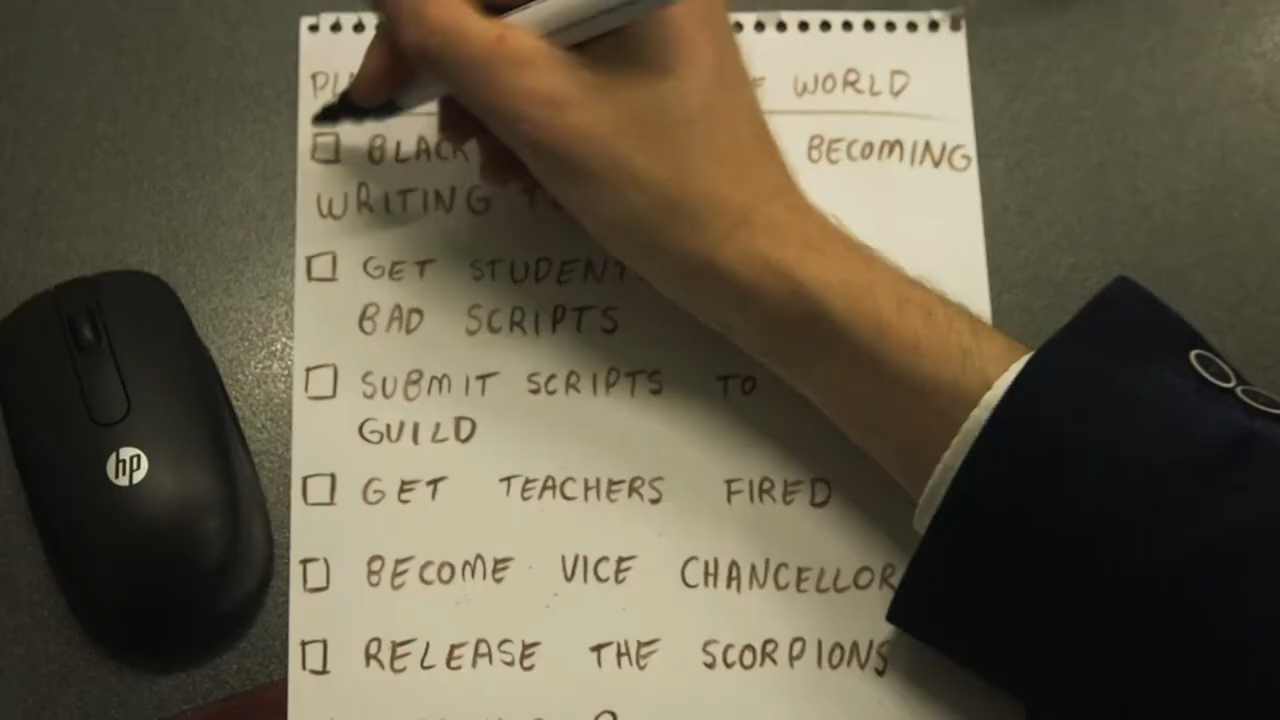 WORLD
BLACK BECOMING
WRITING
GET STUDENT
BAD SCRIPTS
SUBMIT SCRIPTS TO
GUILD
GET TEACHERS FIRED
BECOME VICE CHANCELLOR
RELEASE THE SCORPIONS
hp